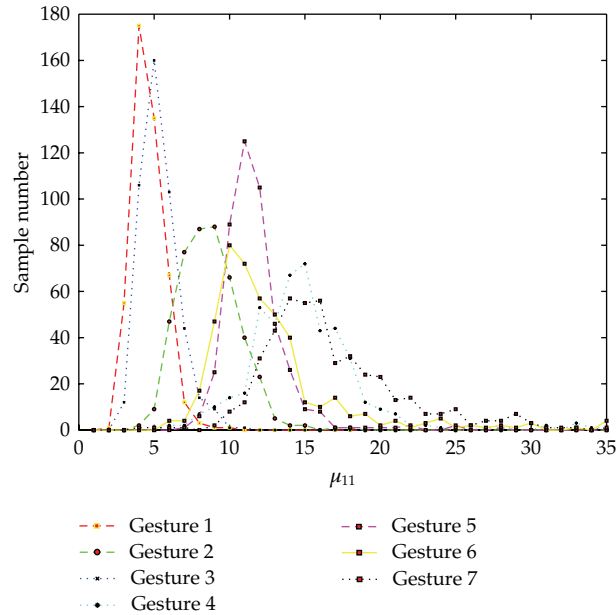 180
160
140
120
100
80
60
40
20
0
Sample number
0 5 10 15 20 25 30 35
μ11
Gesture 1
Gesture 2
Gesture 3
Gesture 4
Gesture 5
Gesture 6
Gesture 7